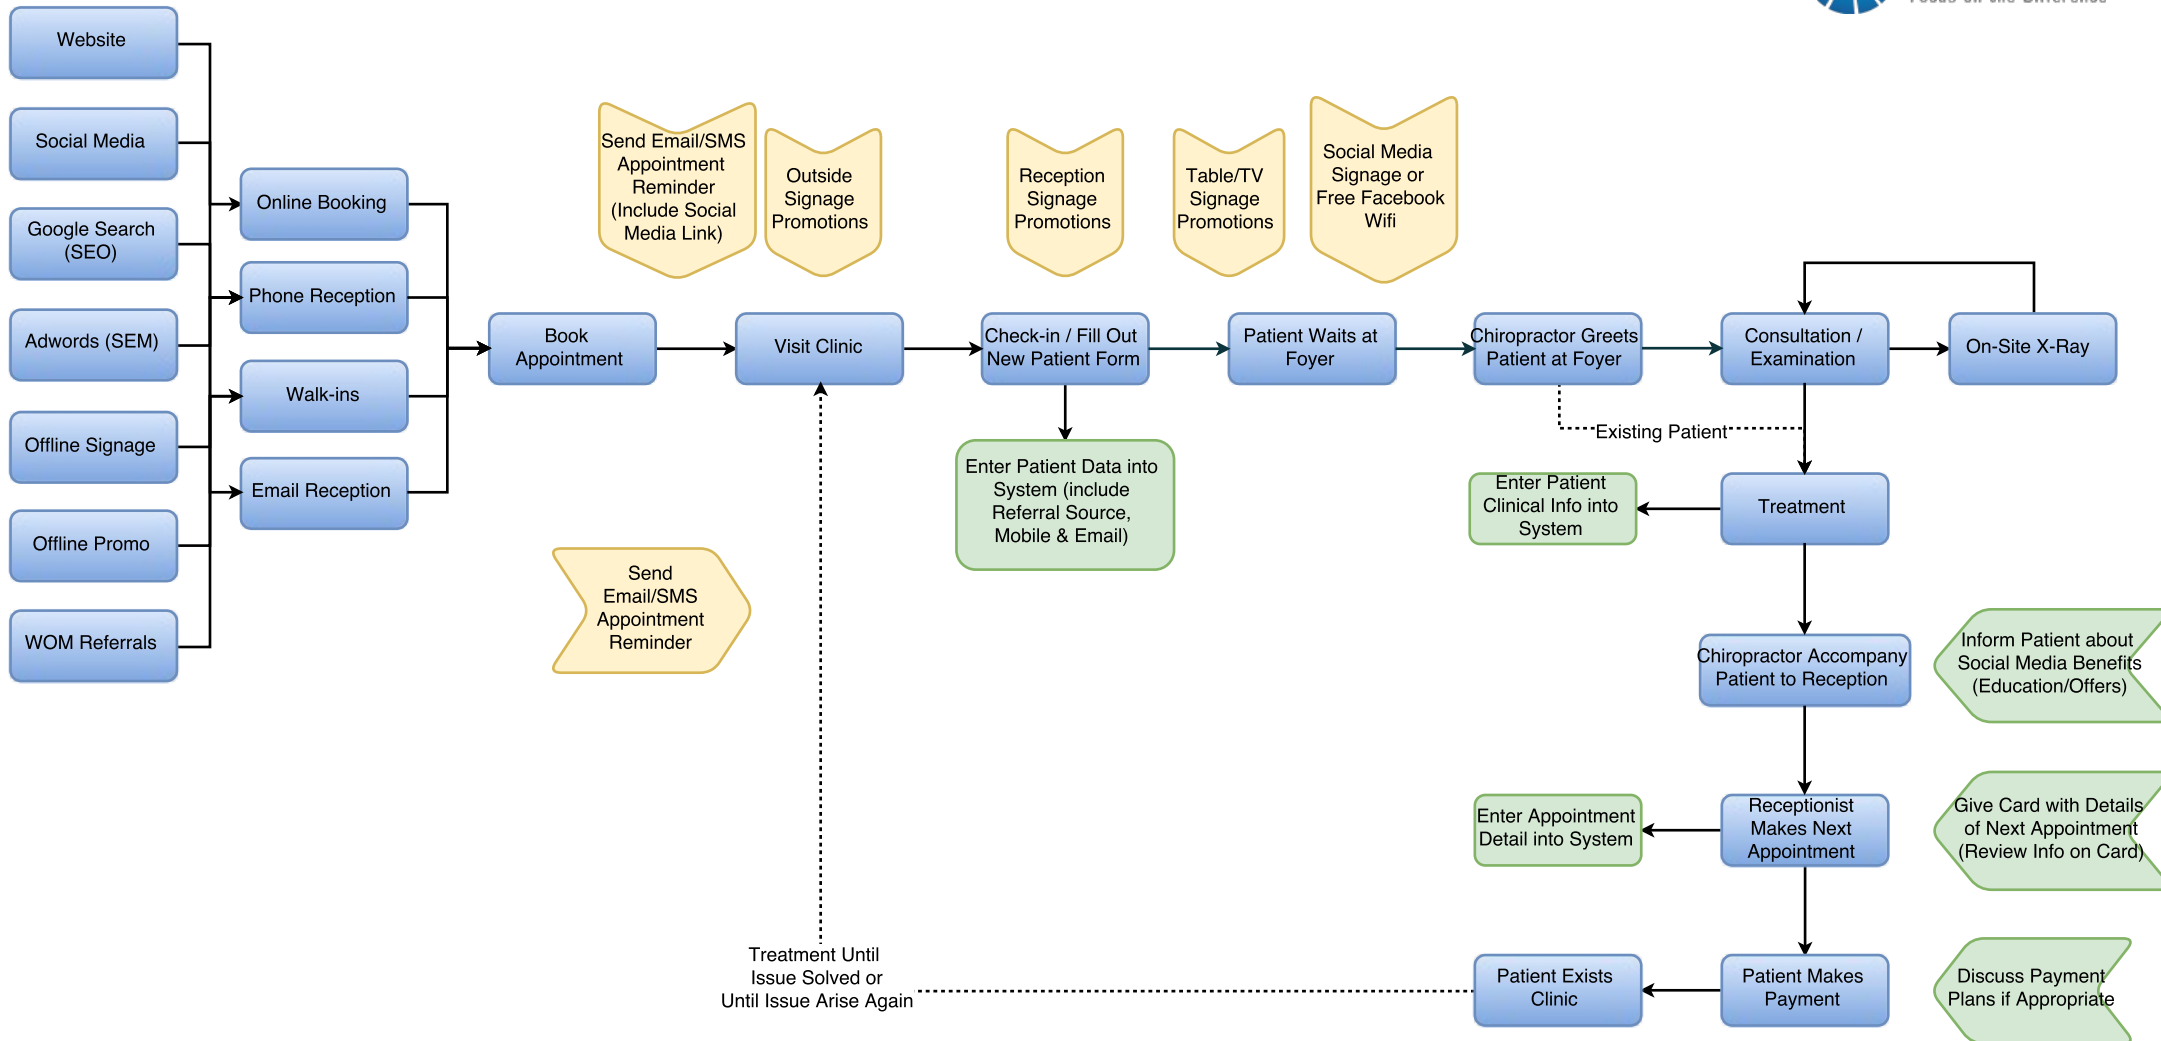 Focus on the Difference
Website
Social Media
Google Search
(SEO)
Adwords (SEM)
Offline Signage
Offline Promo
WOM Referrals
Online Booking
Phone Reception
Walk-ins
Email Reception
Book
Appointment
Send Email/SMS
Appointment
Reminder
(Include Social
Media Link)
Outside
Signage
Promotions
Visit Clinic
Reception
Signage
Promotions
Check-in / Fill Out
New Patient Form
Enter Patient Data into
System (include
Referral Source,
Mobile & Email)
Table/TV
Signage
Promotions
Social Media
Signage or
Free Facebook
Wifi
Patient Waits at
Foyer
Chiropractor Greets
Patient at Foyer
Consultation /
Examination
On-Site X-Ray
Existing Patient
Enter Patient
Clinical Info into
System
Treatment
Send
Email/SMS
Appointment
Reminder
Chiropractor Accompany
Patient to Reception
Inform Patient about
Social Media Benefits
(Education/Offers)
Enter Appointment
Detail into System
Receptionist
Makes Next
Appointment
Give Card with Details
of Next Appointment
(Review Info on Card)
Treatment Until
Issue Solved or
Until Issue Arise Again
Patient Exists
Clinic
Patient Makes
Payment
Discuss Payment
Plans if Appropriate